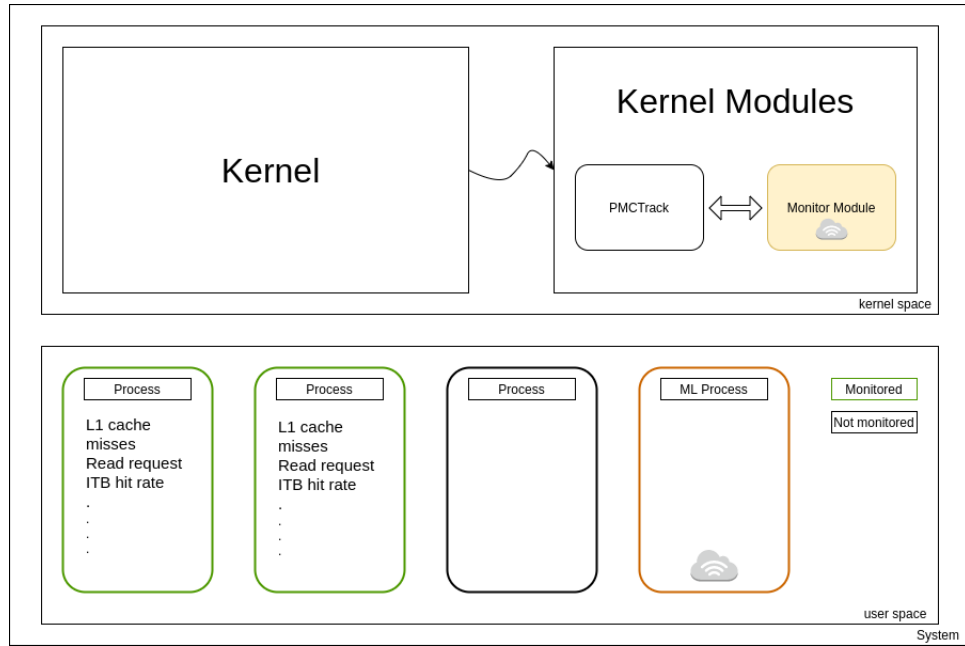 Kernel
Kernel Modules
PMCTrack
Monitor Module
kernel space
Process
L1 cache
misses
Read request
ITB hit rate
.
.
.
.
Process
L1 cache
misses
Read request
ITB hit rate
.
.
.
.
Process
ML Process
Monitored
Not monitored
user space
System